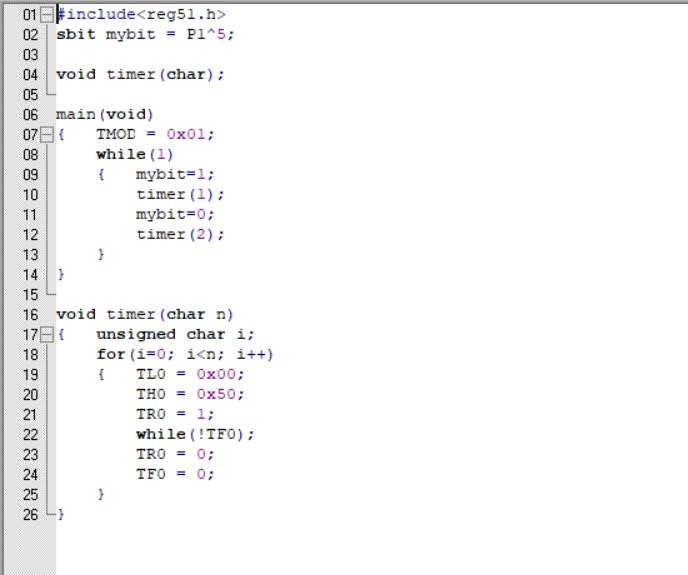 01 #include<reg51.h>
02 sbit mybit = P1^5;
03
04 void timer(char);
05
06 main(void)
07 {   TMOD = 0x01;
08     while(1)
09     {   mybit=1;
10         timer(1);
11         mybit=0;
12         timer(2);
13     }
14 }
15
16 void timer(char n)
17 {   unsigned char i;
18     for(i=0; i<n; i++)
19     {   TL0 = 0x00;
20         TH0 = 0x50;
21         TR0 = 1;
22         while(!TF0);
23         TR0 = 0;
24         TF0 = 0;
25     }
26 }